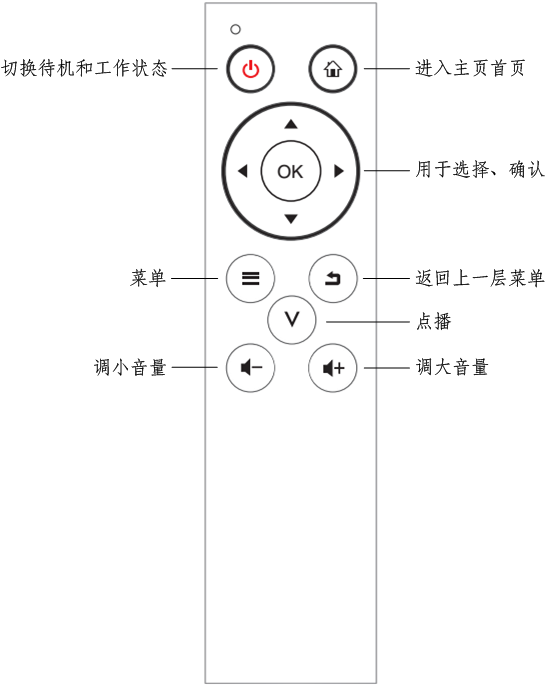 切换待机和工作状态
进入主页首页
OK
用于选择、确认
菜单
返回上一层菜单
V
点播
调小音量
调大音量